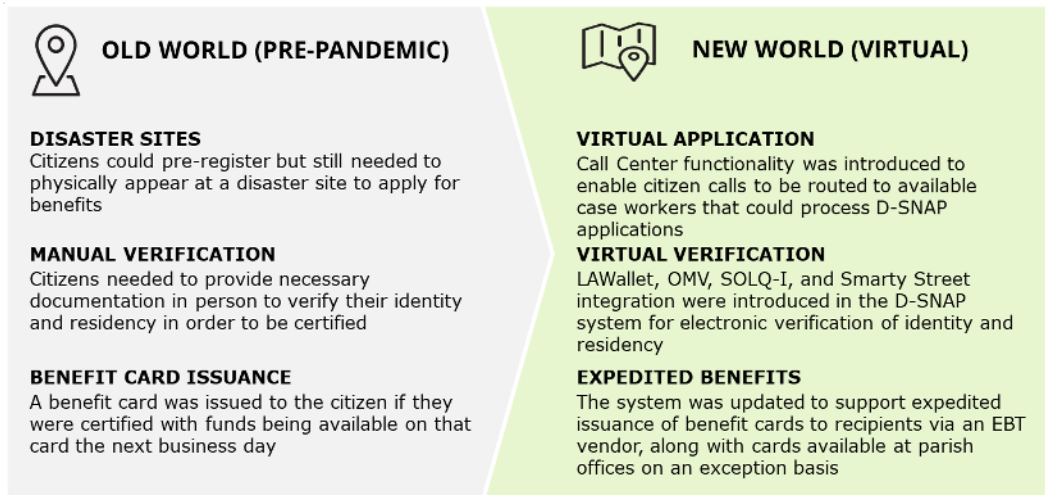 OLD WORLD (PRE-PANDEMIC)
DISASTER SITES
Citizens could pre-register but still needed to
physically appear at a disaster site to apply for
benefits
MANUAL VERIFICATION
Citizens needed to provide necessary
documentation in person to verify their identity
and residency in order to be certified
BENEFIT CARD ISSUANCE
A benefit card was issued to the citizen if they
were certified with funds being available on that
card the next business day
NEW WORLD (VIRTUAL)
VIRTUAL APPLICATION
Call Center functionality was introduced to
enable citizen calls to be routed to available
case workers that could process D-SNAP
applications
VIRTUAL VERIFICATION
LAWallet, OMV, SOLQ-I, and Smarty Street
integration were introduced in the D-SNAP
system for electronic verification of identity and
residency
EXPEDITED BENEFITS
The system was updated to support expedited
issuance of benefit cards to recipients via an EBT
vendor, along with cards available at parish
offices on an exception basis